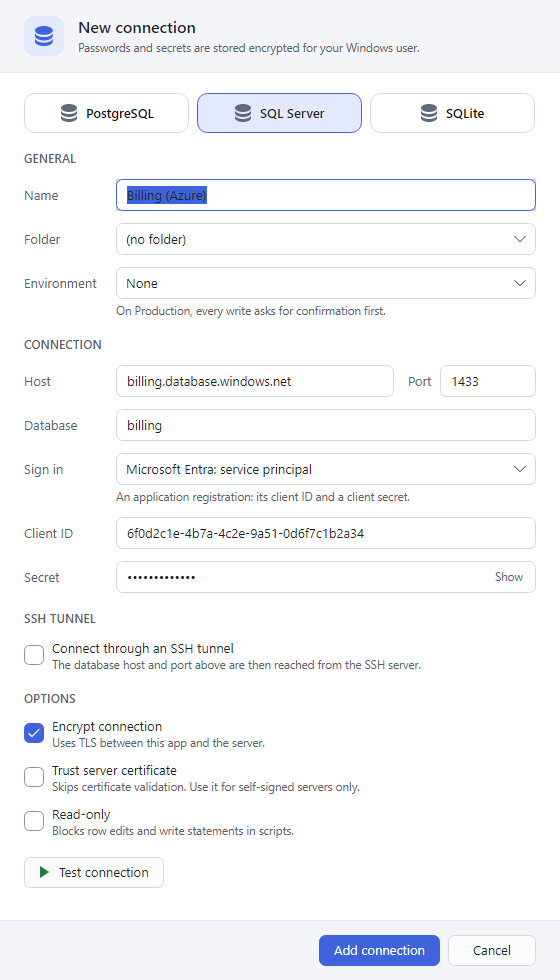 New connection
Passwords and secrets are stored encrypted for your Windows user.
PostgreSQL
SQL Server
SQLite
GENERAL
Name
Billing (Azure)
Folder
(no folder)
Environment
None
On Production, every write asks for confirmation first.
CONNECTION
Host
billing.database.windows.net
Port
1433
Database
billing
Sign in
Microsoft Entra: service principal
An application registration: its client ID and a client secret.
Client ID
6f0d2c1e-4b7a-4c2e-9a51-0d6f7c1b2a34
Secret
•••••••••••••
Show
SSH TUNNEL
Connect through an SSH tunnel
The database host and port above are then reached from the SSH server.
OPTIONS
Encrypt connection
Uses TLS between this app and the server.
Trust server certificate
Skips certificate validation. Use it for self-signed servers only.
Read-only
Blocks row edits and write statements in scripts.
Test connection
Add connection
Cancel